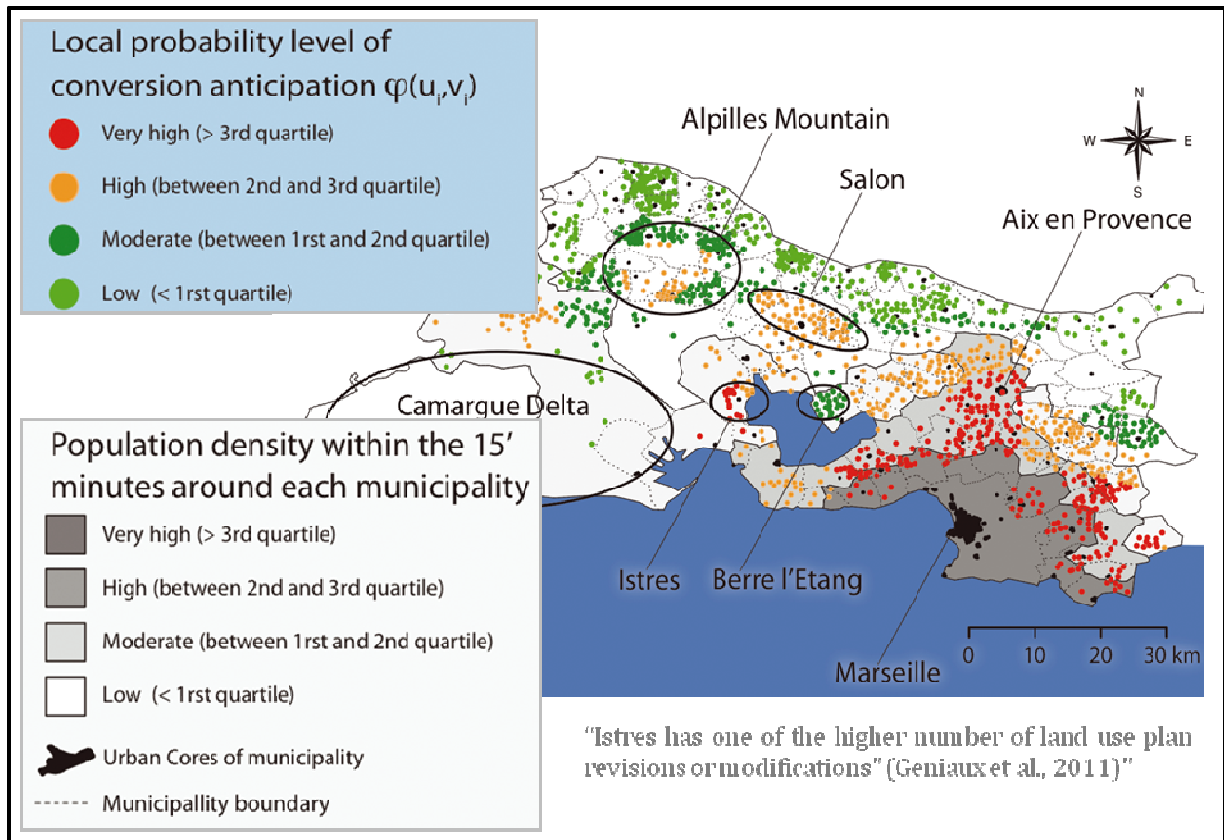 Local probability level of
conversion anticipation φ(uᵢ,vᵢ)
Very high (> 3rd quartile)
High (between 2nd and 3rd quartile)
Moderate (between 1rst and 2nd quartile)
Low (< 1rst quartile)
Alpilles Mountain
Salon
Aix en Provence
N
W
E
S
Camargue Delta
Population density within the 15'
minutes around each municipality
Very high (> 3rd quartile)
High (between 2nd and 3rd quartile)
Moderate (between 1rst and 2nd quartile)
Low (< 1rst quartile)
Urban Cores of municipality
Municipallity boundary
Istres
Berre l'Etang
Marseille
0 10 20 30 km
"Istres has one of the higher number of land use plan
revisions or modifications" (Geniaux et al., 2011)"